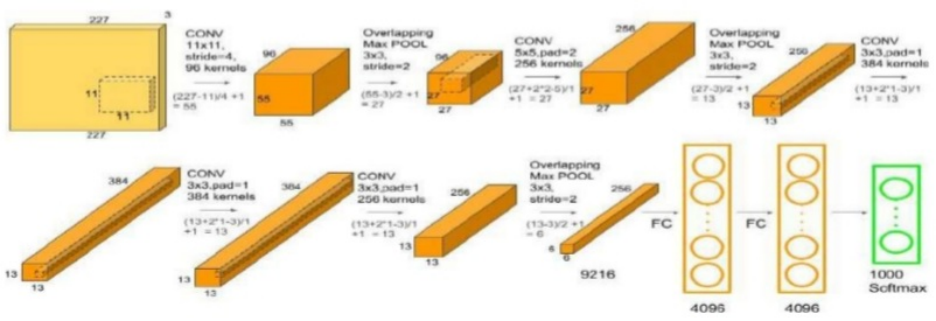 227
3
11
11
227
CONV
11x11,
stride=4,
96 kernels
(227-11)/4 +1
= 55
96
55
55
Overlapping
Max POOL
3x3,
stride=2
(55-3)/2 +1
= 27
96
27
27
CONV
5x5,pad=2
256 kernels
(27+2*2-5)/1
+1 = 27
256
27
27
Overlapping
Max POOL
3x3,
stride=2
(27-3)/2 +1
= 13
256
13
13
CONV
3x3,pad=1
384 kernels
(13+2*1-3)/1
+1 = 13
384
13
13
CONV
3x3,pad=1
384 kernels
(13+2*1-3)/1
+1 = 13
384
13
13
CONV
3x3,pad=1
256 kernels
(13+2*1-3)/1
+1 = 13
256
13
13
Overlapping
Max POOL
3x3,
stride=2
(13-3)/2 +1
= 6
256
6
6
9216
FC
4096
FC
4096
1000
Softmax